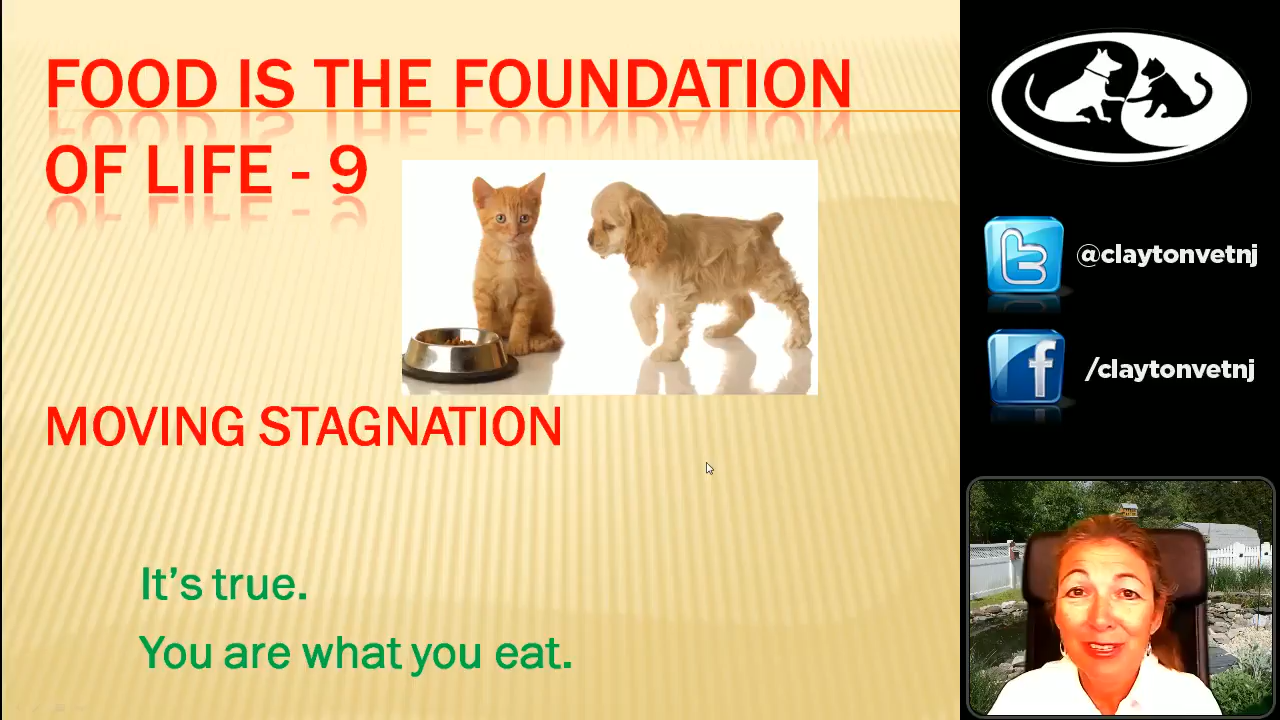 FOOD IS THE FOUNDATION
OF LIFE - 9
MOVING STAGNATION
It's true.
You are what you eat.
@claytonvetnj
/claytonvetnj